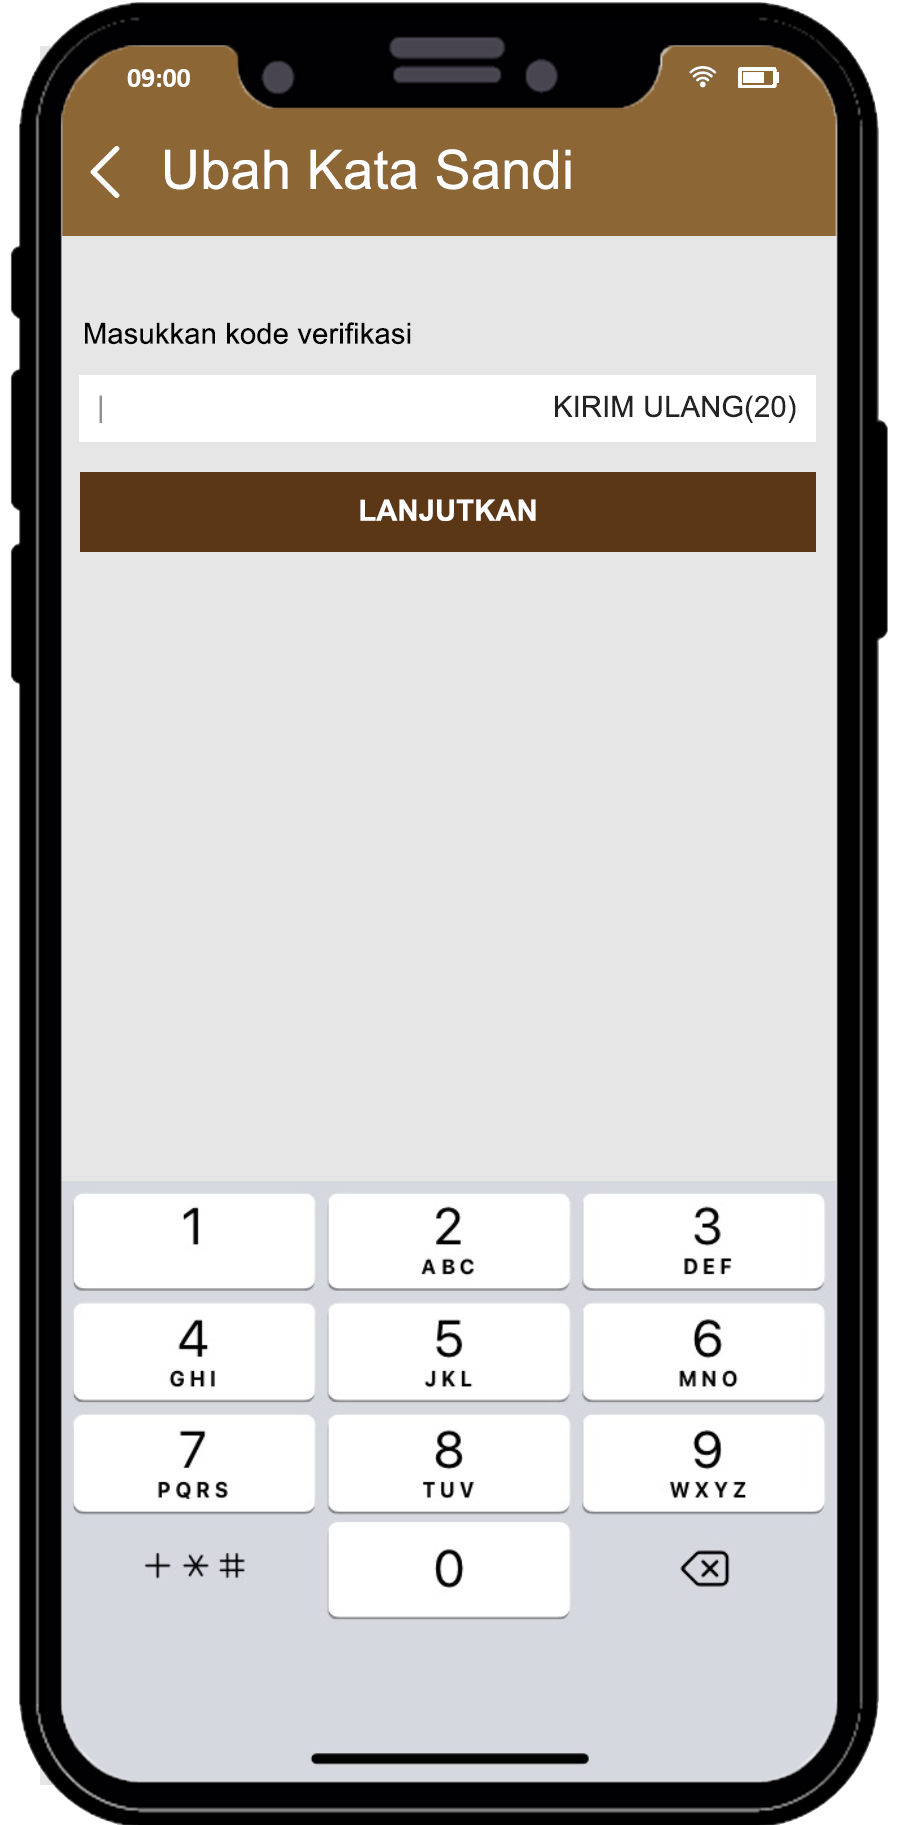 09:00
Ubah Kata Sandi
Masukkan kode verifikasi
KIRIM ULANG(20)
LANJUTKAN
1 2 3
ABC DEF
4 5 6
GHI JKL MNO
7 8 9
PQRS TUV WXYZ
+ * # 0